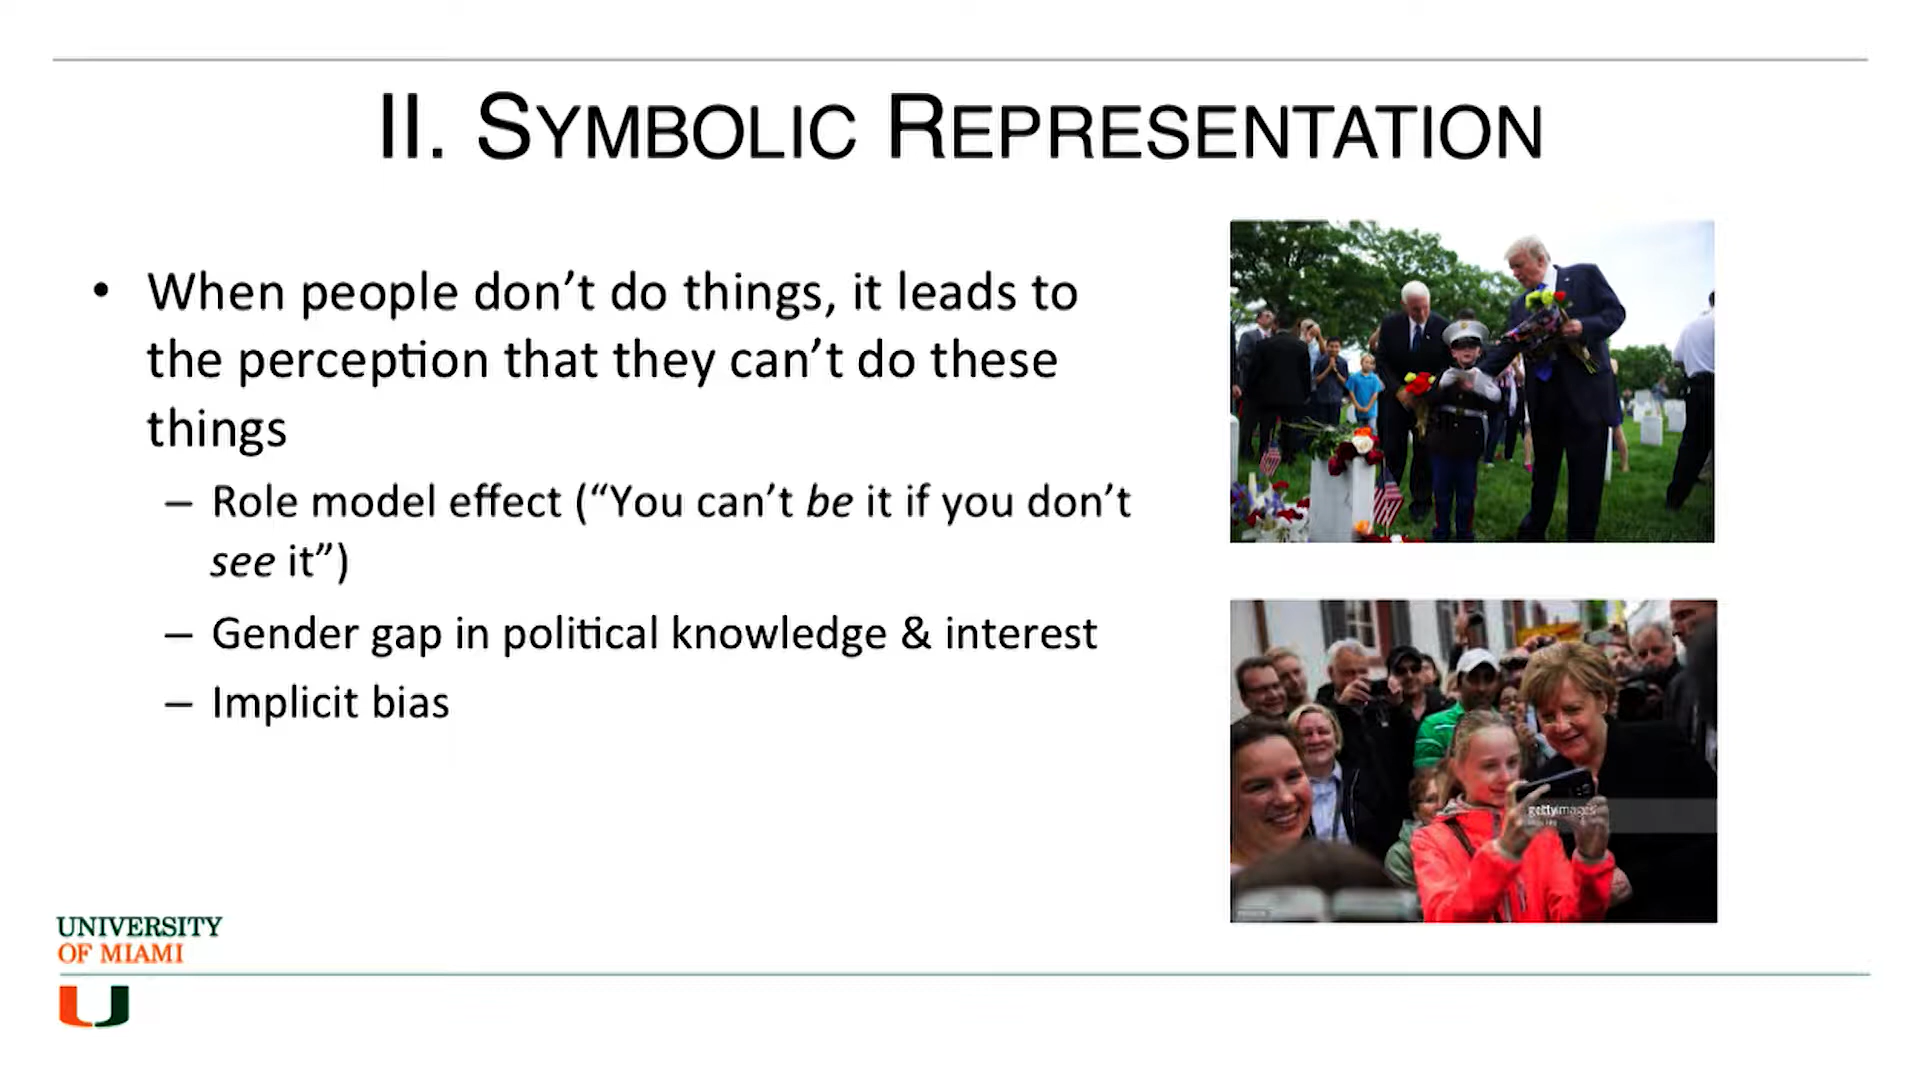 II. SYMBOLIC REPRESENTATION
• When people don’t do things, it leads to
the perception that they can’t do these
things
– Role model effect (“You can’t be it if you don’t
see it”)
– Gender gap in political knowledge & interest
– Implicit bias
gettyimages
UNIVERSITY
OF MIAMI
U